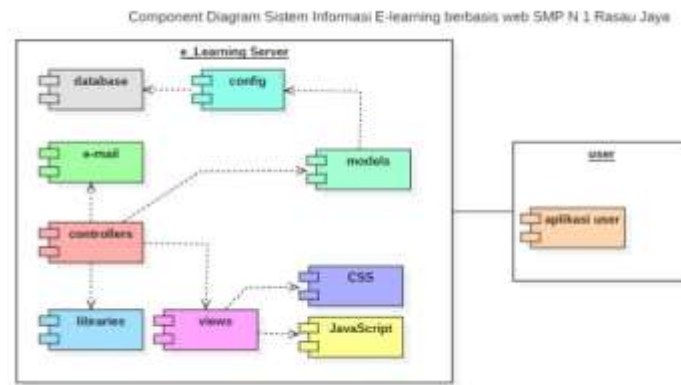 Component Diagram Sistem Informasi E-learning berbasis web SMP N 1 Rasau Jaya
e_Learning Server
database
config
e-mail
models
user
aplikasi user
controllers
CSS
libraries
views
JavaScript